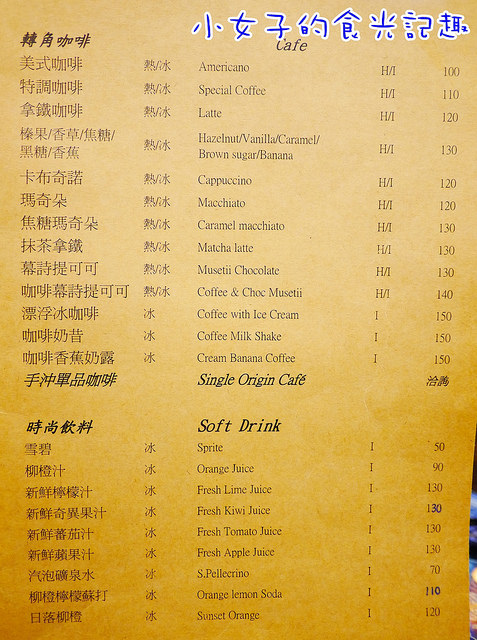 小女子的食光記趣
轉角咖啡 Cafe
美式咖啡 熱/冰 Americano H/I 100
特調咖啡 熱/冰 Special Coffee H/I 110
拿鐵咖啡 熱/冰 Latte H/I 120
榛果/香草/焦糖/ Hazelnut/Vanilla/Caramel/
黑糖/香蕉 熱/冰 Brown sugar/Banana H/I 130
卡布奇諾 熱/冰 Cappuccino H/I 120
瑪奇朵 熱/冰 Macchiato H/I 120
焦糖瑪奇朵 熱/冰 Caramel macchiato H/I 130
抹茶拿鐵 熱/冰 Matcha latte H/I 130
幕詩提可可 熱/冰 Musetii Chocolate H/I 130
咖啡幕詩提可可 熱/冰 Coffee & Choc Musetii H/I 140
漂浮冰咖啡 冰 Coffee with Ice Cream I 150
咖啡奶昔 冰 Coffee Milk Shake I 150
咖啡香蕉奶露 冰 Cream Banana Coffee I 150
手沖單品咖啡 Single Origin Café 洽詢
時尚飲料 Soft Drink
雪碧 冰 Sprite I 50
柳橙汁 冰 Orange Juice I 90
新鮮檸檬汁 冰 Fresh Lime Juice I 130
新鮮奇異果汁 冰 Fresh Kiwi Juice I 130
新鮮蕃茄汁 冰 Fresh Tomato Juice I 130
新鮮蘋果汁 冰 Fresh Apple Juice I 130
汽泡礦泉水 冰 S.Pellecrino I 70
柳橙檸檬蘇打 冰 Orange lemon Soda I 110
日落柳橙 冰 Sunset Orange I 120